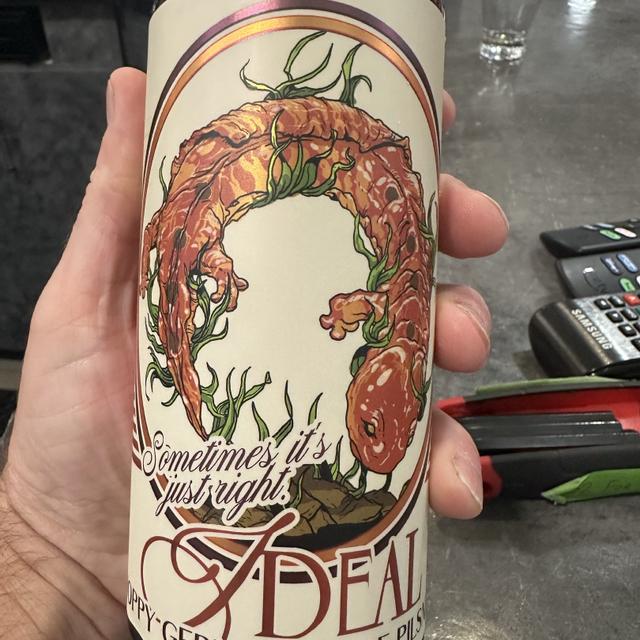 Sometimes it's
just right.
IDEAL
SAMSUNG